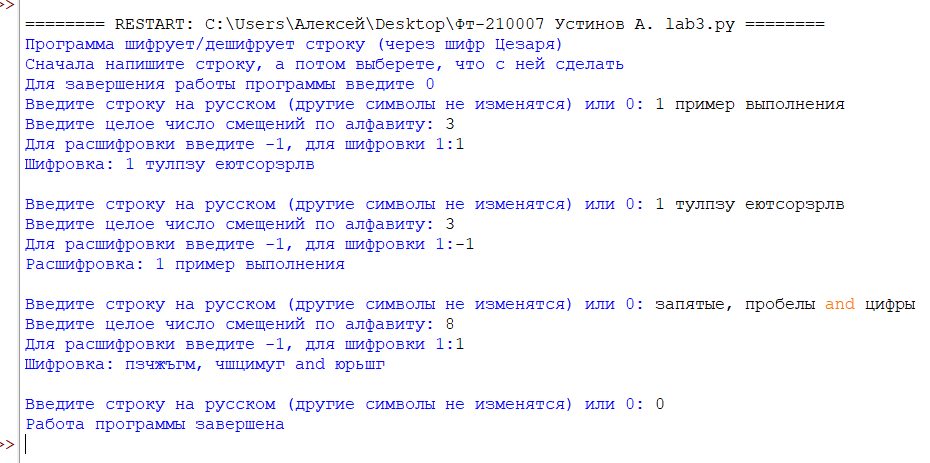 >>
======== RESTART: C:\Users\Алексей\Desktop\Фт-210007 Устинов А. lab3.py ========
Программа шифрует/дешифрует строку (через шифр Цезаря)
Сначала напишите строку, а потом выберете, что с ней сделать
Для завершения работы программы введите 0
Введите строку на русском (другие символы не изменятся) или 0: 1 пример выполнения
Введите целое число смещений по алфавиту: 3
Для расшифровки введите -1, для шифровки 1:1
Шифровка: 1 тулпзу еютсорзрлв
Введите строку на русском (другие символы не изменятся) или 0: 1 тулпзу еютсорзрлв
Введите целое число смещений по алфавиту: 3
Для расшифровки введите -1, для шифровки 1:-1
Расшифровка: 1 пример выполнения
Введите строку на русском (другие символы не изменятся) или 0: запятые, пробелы and цифры
Введите целое число смещений по алфавиту: 8
Для расшифровки введите -1, для шифровки 1:1
Шифровка: пзчжъгм, чшцимуг and юрьшг
Введите строку на русском (другие символы не изменятся) или 0: 0
Работа программы завершена
>>